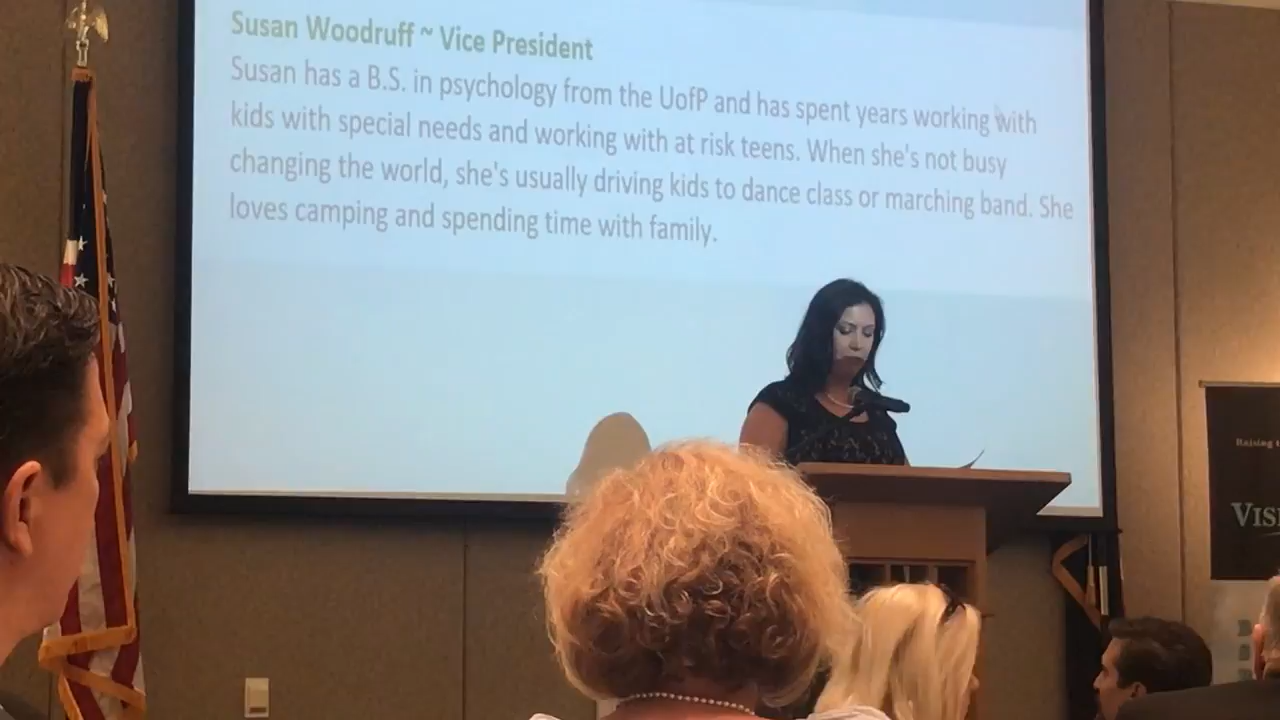 Susan Woodruff ~ Vice President
Susan has a B.S. in psychology from the UofP and has spent years working with
kids with special needs and working with at risk teens. When she's not busy
changing the world, she's usually driving kids to dance class or marching band. She
loves camping and spending time with family.
Raising